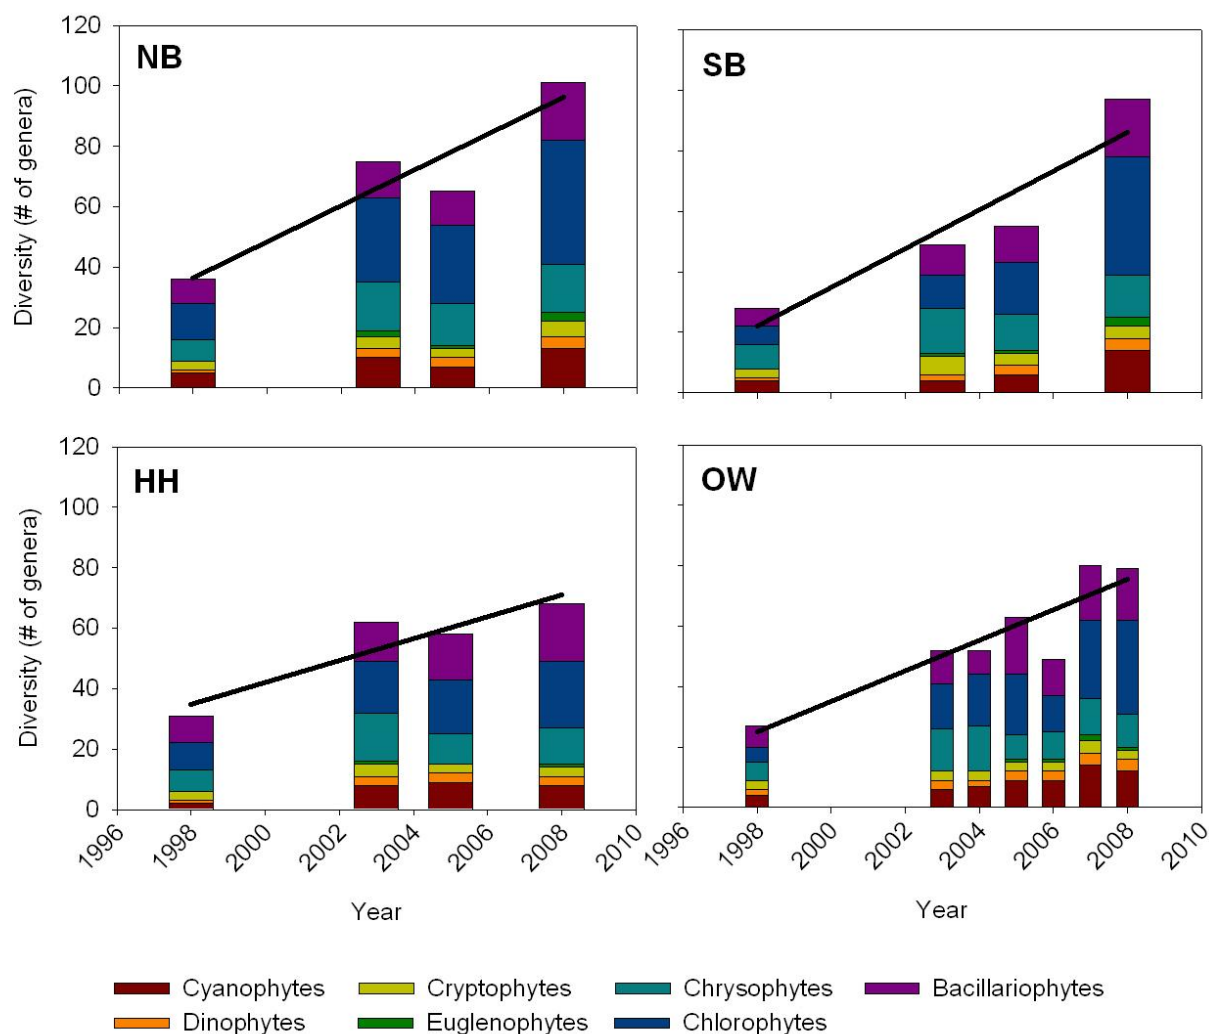 NB
SB
120
100
80
60
40
20
0
Diversity (# of genera)
HH
OW
120
100
80
60
40
20
0
Diversity (# of genera)
1996 1998 2000 2002 2004 2006 2008 2010
1996 1998 2000 2002 2004 2006 2008 2010
Year
Year
Cyanophytes Cryptophytes Chrysophytes Bacillariophytes
Dinophytes Euglenophytes Chlorophytes